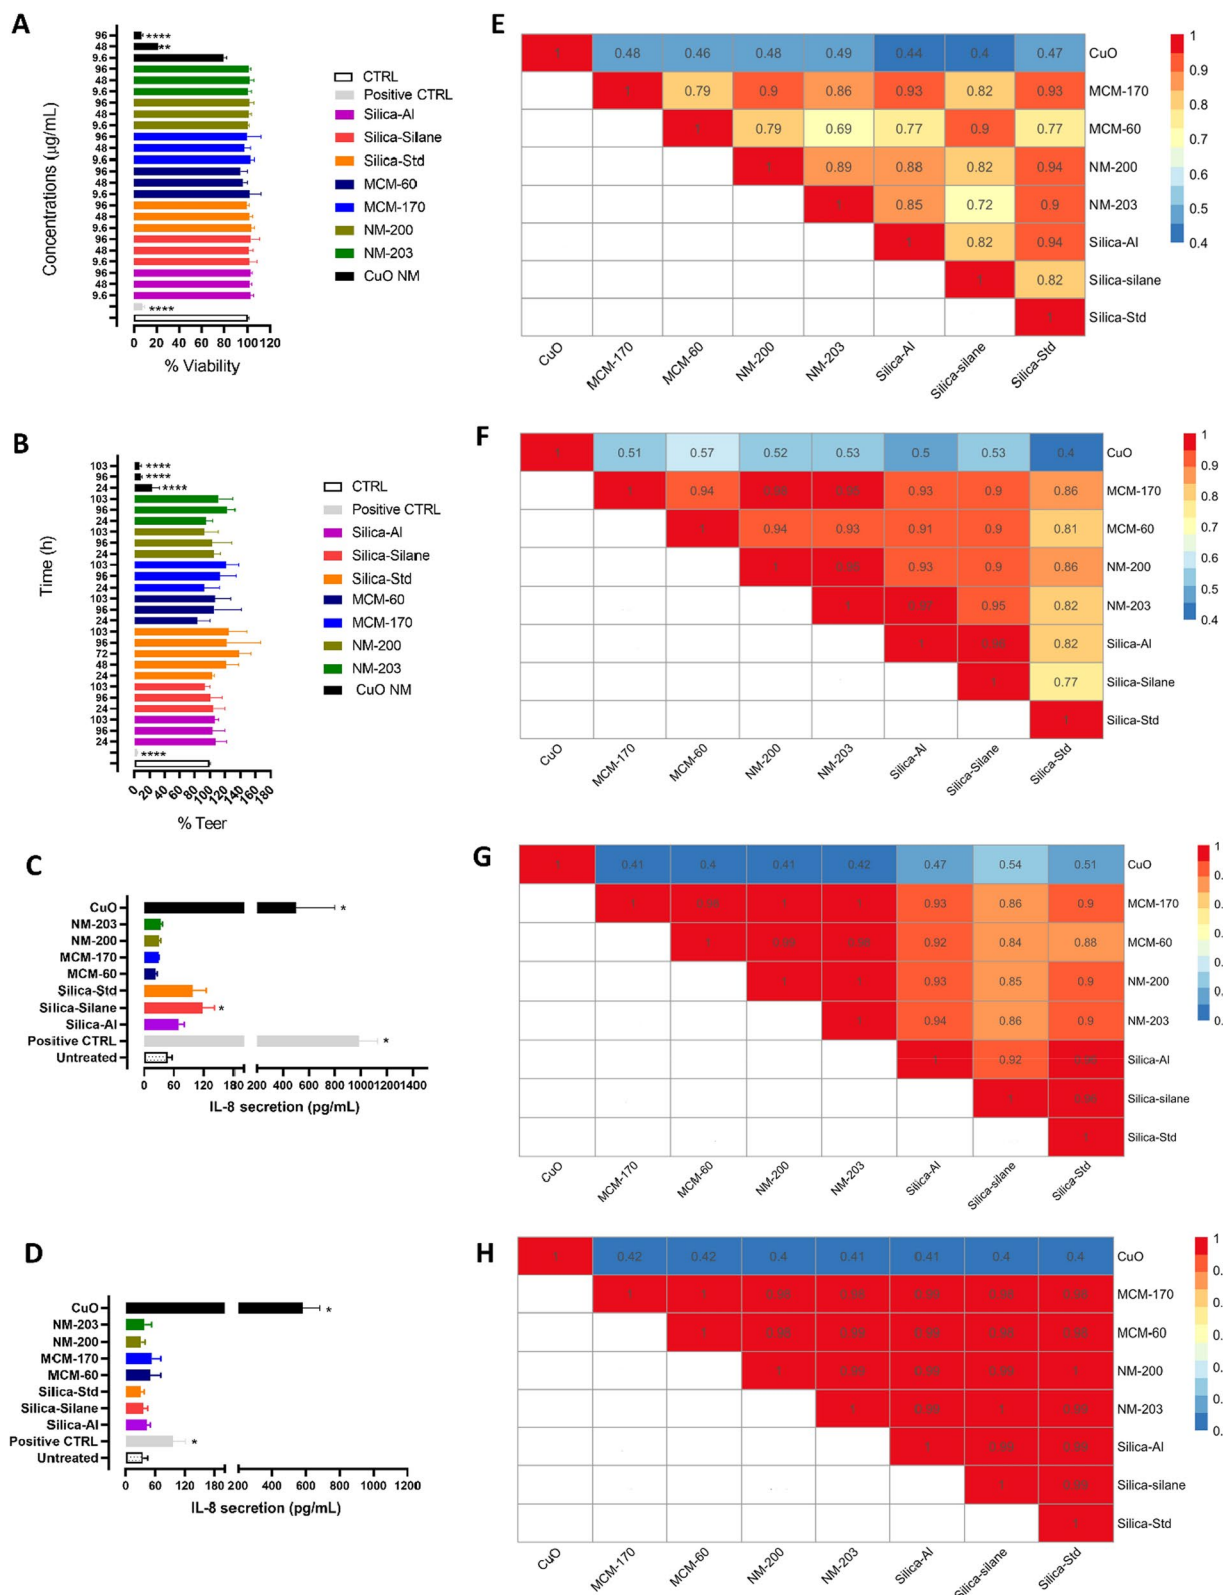 A
96 ****
48 **
9.6
96
48
9.6
96
48
9.6
96
48
9.6
96
48
9.6
96
48
9.6
96
48
9.6
96
48
9.6
****
Concentrations (µg/mL)
0 20 40 60 80 100 120
% Viability
CTRL
Positive CTRL
Silica-Al
Silica-Silane
Silica-Std
MCM-60
MCM-170
NM-200
NM-203
CuO NM
E
1 0.48 0.46 0.48 0.49 0.44 0.4 0.47 CuO
1 0.79 0.9 0.86 0.93 0.82 0.93 MCM-170
1 0.79 0.69 0.77 0.9 0.77 MCM-60
1 0.89 0.88 0.82 0.94 NM-200
1 0.85 0.72 0.9 NM-203
1 0.82 0.94 Silica-Al
1 0.82 Silica-silane
1 Silica-Std
CuO MCM-170 MCM-60 NM-200 NM-203 Silica-Al Silica-silane Silica-Std
1
0.9
0.8
0.7
0.6
0.5
0.4
B
103 ****
96 ****
24 ****
103
96
24
103
96
24
103
96
24
103
96
24
103
96
72
48
24
103
96
24
103
96
24
****
Time (h)
0 20 40 60 80 100 120 140 160 180
% Teer
CTRL
Positive CTRL
Silica-Al
Silica-Silane
Silica-Std
MCM-60
MCM-170
NM-200
NM-203
CuO NM
F
1 0.51 0.57 0.52 0.53 0.5 0.53 0.4 CuO
1 0.94 0.93 0.9 0.86 MCM-170
1 0.94 0.93 0.91 0.9 0.81 MCM-60
1 0.93 0.9 0.86 NM-200
1 0.95 0.82 NM-203
1 0.82 Silica-Al
1 0.77 Silica-Silane
1 Silica-Std
CuO MCM-170 MCM-60 NM-200 NM-203 Silica-Al Silica-Silane Silica-Std
1
0.9
0.8
0.7
0.6
0.5
0.4
C
CuO *
NM-203
NM-200
MCM-170
MCM-60
Silica-Std
Silica-Silane *
Silica-Al
Positive CTRL *
Untreated
0 60 120 180 200 400 600 800 1000 1200 1400
IL-8 secretion (pg/mL)
G
1 0.41 0.4 0.41 0.42 0.47 0.54 0.51 CuO
1 1 1 0.93 0.86 0.9 MCM-170
1 0.92 0.84 0.88 MCM-60
1 1 0.93 0.85 0.9 NM-200
1 0.94 0.86 0.9 NM-203
1 0.92 Silica-Al
1 Silica-silane
1 Silica-Std
CuO MCM-170 MCM-60 NM-200 NM-203 Silica-Al Silica-silane Silica-Std
1
0.
0.
0.
0.
0.
0.
D
CuO *
NM-203
NM-200
MCM-170
MCM-60
Silica-Std
Silica-Silane
Silica-Al
Positive CTRL *
Untreated
0 60 120 180 200 400 600 800 1000 1200
IL-8 secretion (pg/mL)
H
1 0.42 0.42 0.4 0.41 0.41 0.4 0.4 CuO
1 1 MCM-170
1 MCM-60
1 1 NM-200
1 1 NM-203
1 Silica-Al
1 Silica-silane
1 Silica-Std
CuO MCM-170 MCM-60 NM-200 NM-203 Silica-Al Silica-silane Silica-Std
1
0.
0.
0.
0.
0.
0.